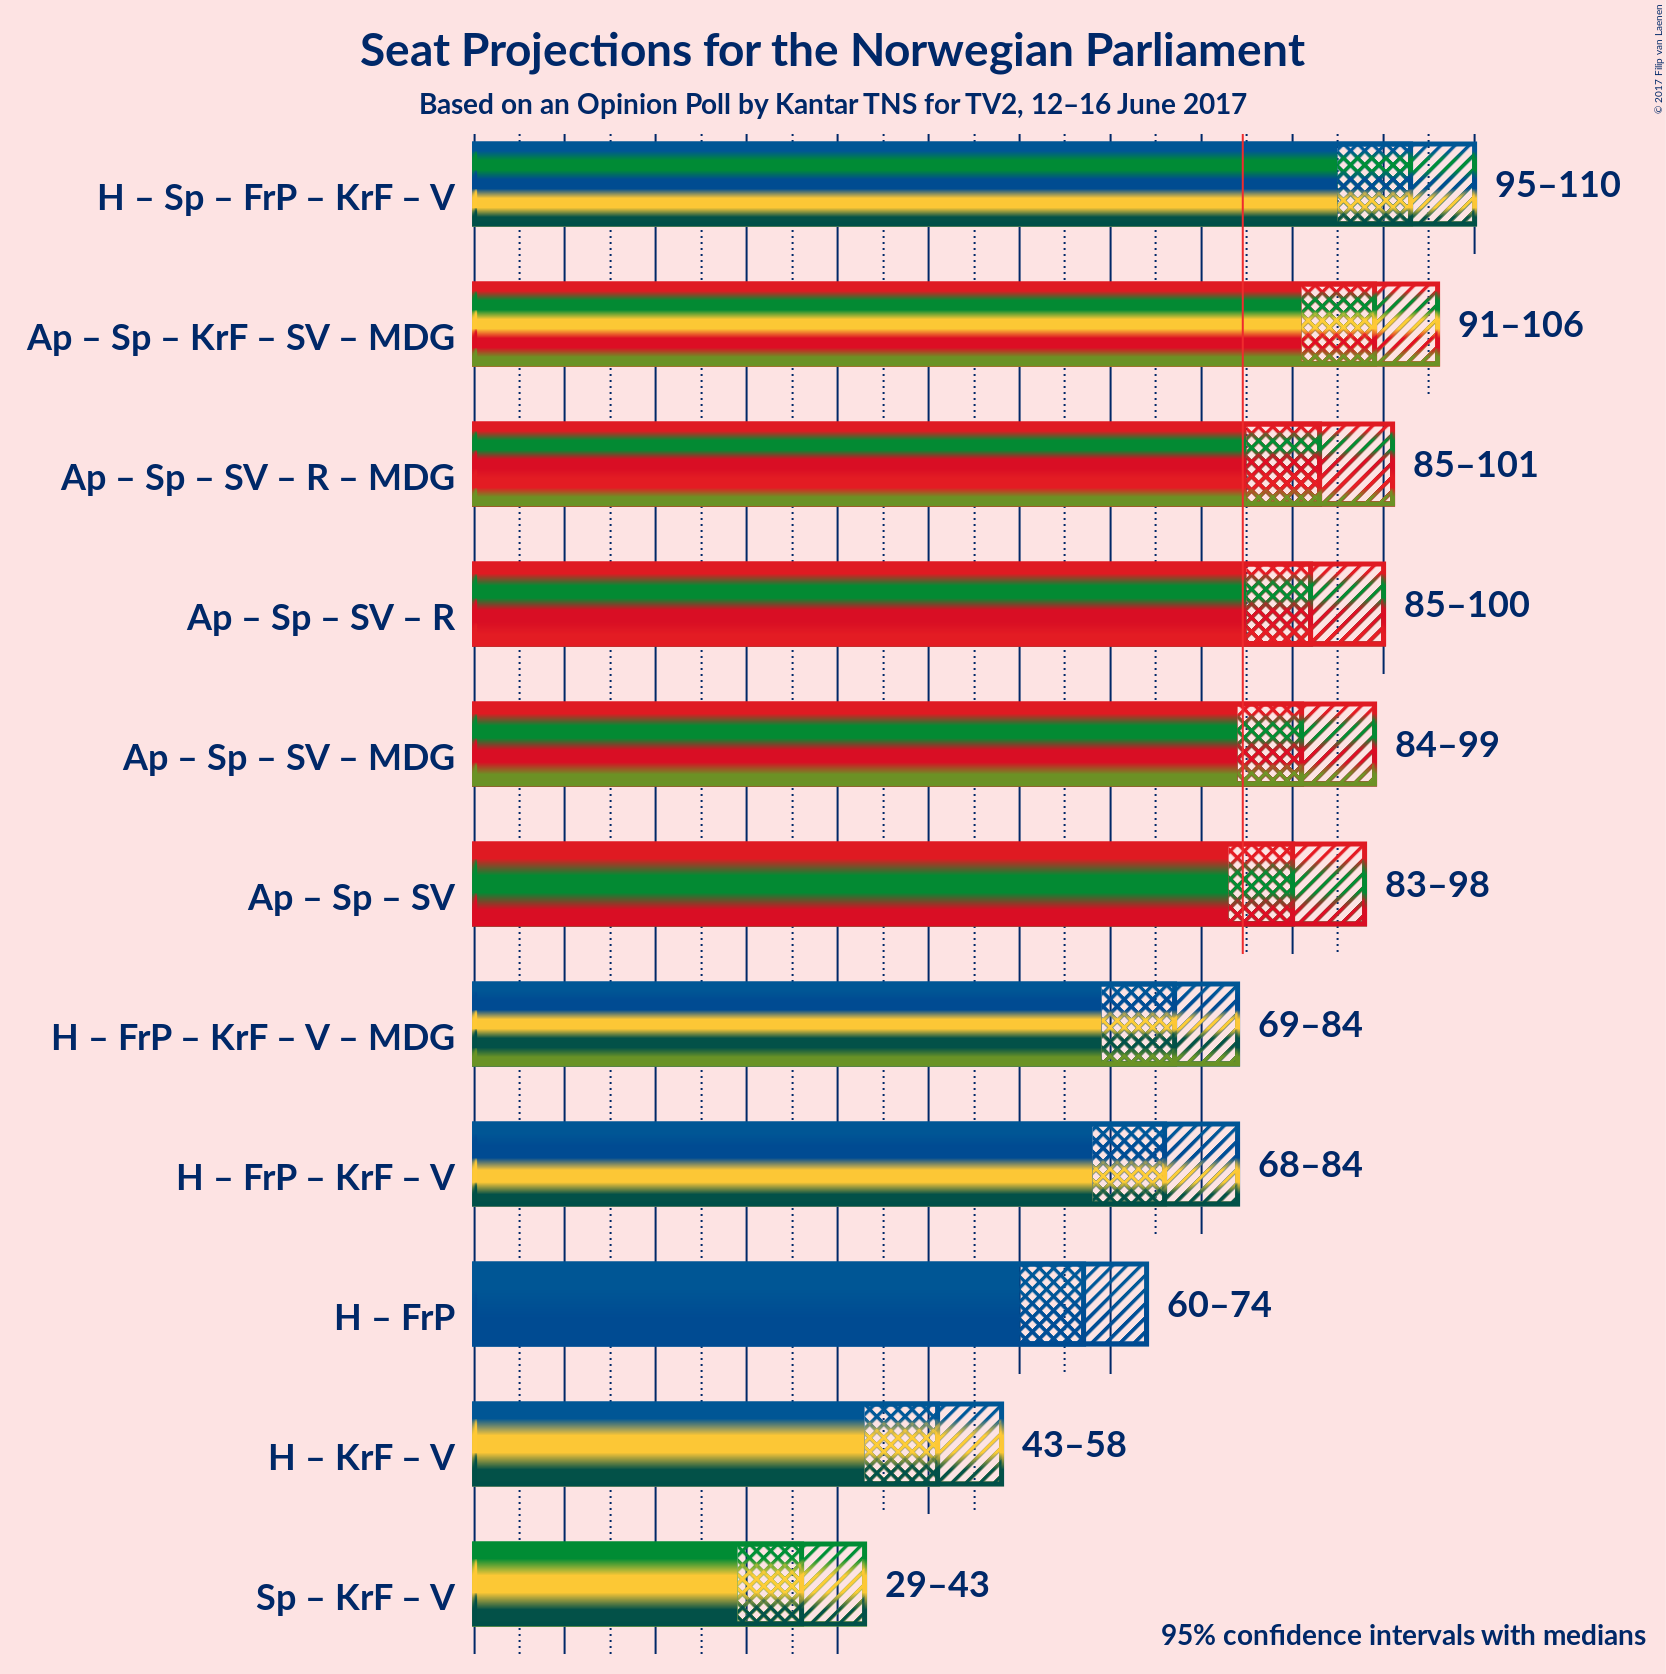 Seat Projections for the Norwegian Parliament
Based on an Opinion Poll by Kantar TNS for TV2, 12–16 June 2017
© 2017 Filip van Laenen
H – Sp – FrP – KrF – V
95–110
Ap – Sp – KrF – SV – MDG
91–106
Ap – Sp – SV – R – MDG
85–101
Ap – Sp – SV – R
85–100
Ap – Sp – SV – MDG
84–99
Ap – Sp – SV
83–98
H – FrP – KrF – V – MDG
69–84
H – FrP – KrF – V
68–84
H – FrP
60–74
H – KrF – V
43–58
Sp – KrF – V
29–43
95% confidence intervals with medians